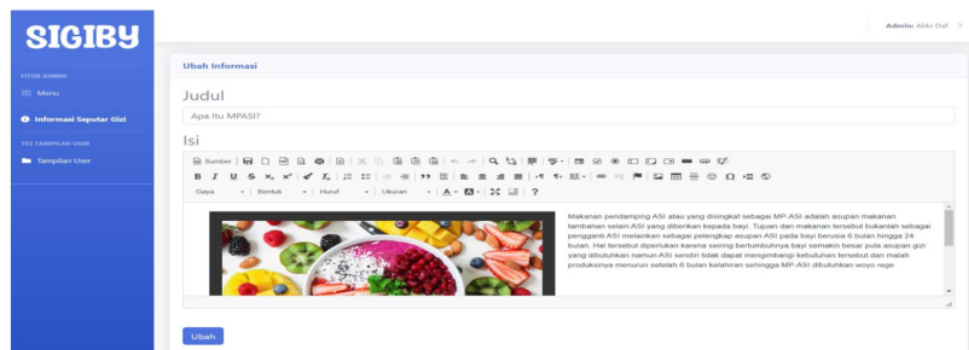 SIGIBY
Admin: Aldo Daf
FITUR ADMIN
Menu
Informasi Seputar Gizi
TES TAMPILAN USER
Tampilan User
Ubah Informasi
Judul
Apa Itu MPASI?
Isi
Sumber
Gaya Bentuk Huruf Ukuran
Makanan pendamping ASI atau yang disingkat sebagai MP-ASI adalah asupan makanan
tambahan selain ASI yang diberikan kepada bayi. Tujuan dari makanan tersebut bukanlah sebagai
pengganti ASI melainkan sebagai pelengkap asupan ASI pada bayi berusia 6 bulan hingga 24
bulan. Hal tersebut diperlukan karena seiring bertumbuhnya bayi semakin besar pula asupan gizi
yang dibutuhkan namun ASI sendiri tidak dapat mengimbangi kebutuhan tersebut dan malah
produksinya menurun setelah 6 bulan kelahiran sehingga MP-ASI dibutuhkan woyo rege
Ubah